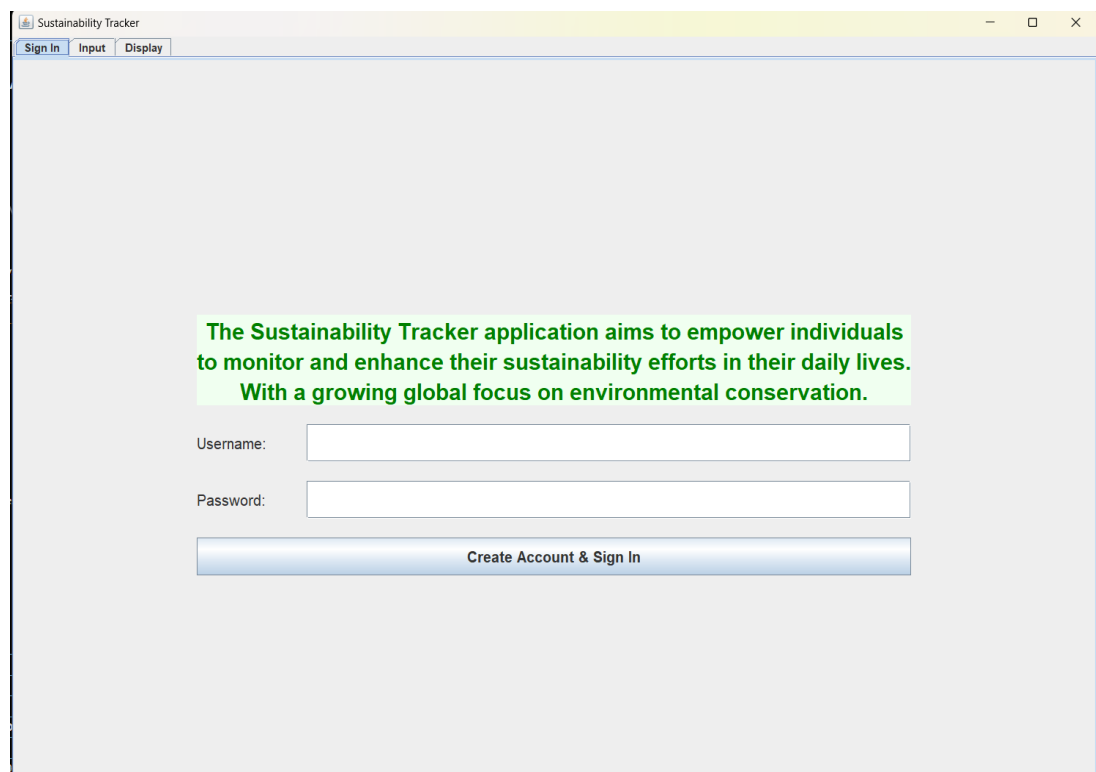 Sustainability Tracker
Sign In Input Display
The Sustainability Tracker application aims to empower individuals
to monitor and enhance their sustainability efforts in their daily lives.
With a growing global focus on environmental conservation.
Username:
Password:
Create Account & Sign In